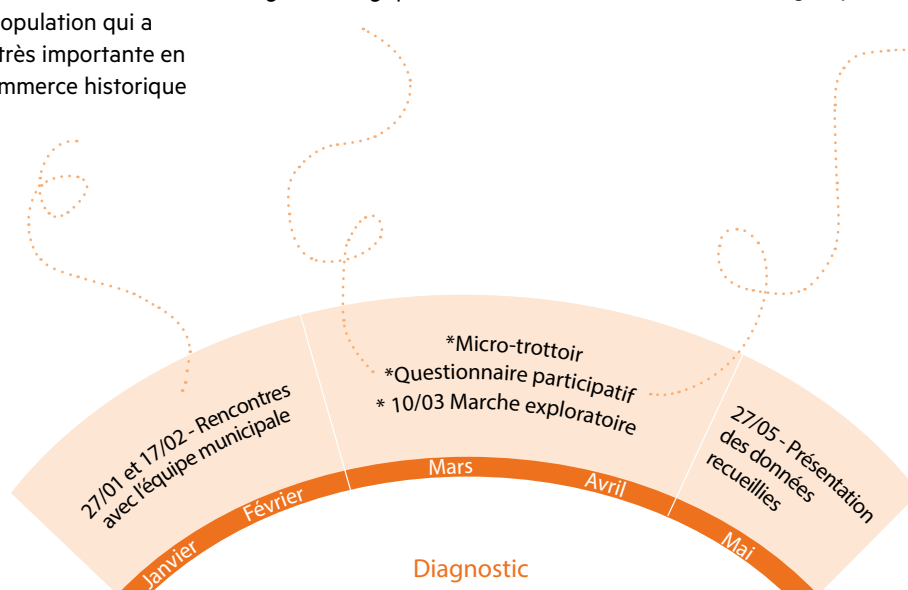 opulation qui a
très importante en
ommerce historique
27/01 et 17/02 - Rencontres
avec l'équipe municipale
*Micro-trottoir
*Questionnaire participatif
* 10/03 Marche exploratoire
27/05 - Présentation
des données
recueillies
Janvier
Février
Mars
Avril
Mai
Diagnostic